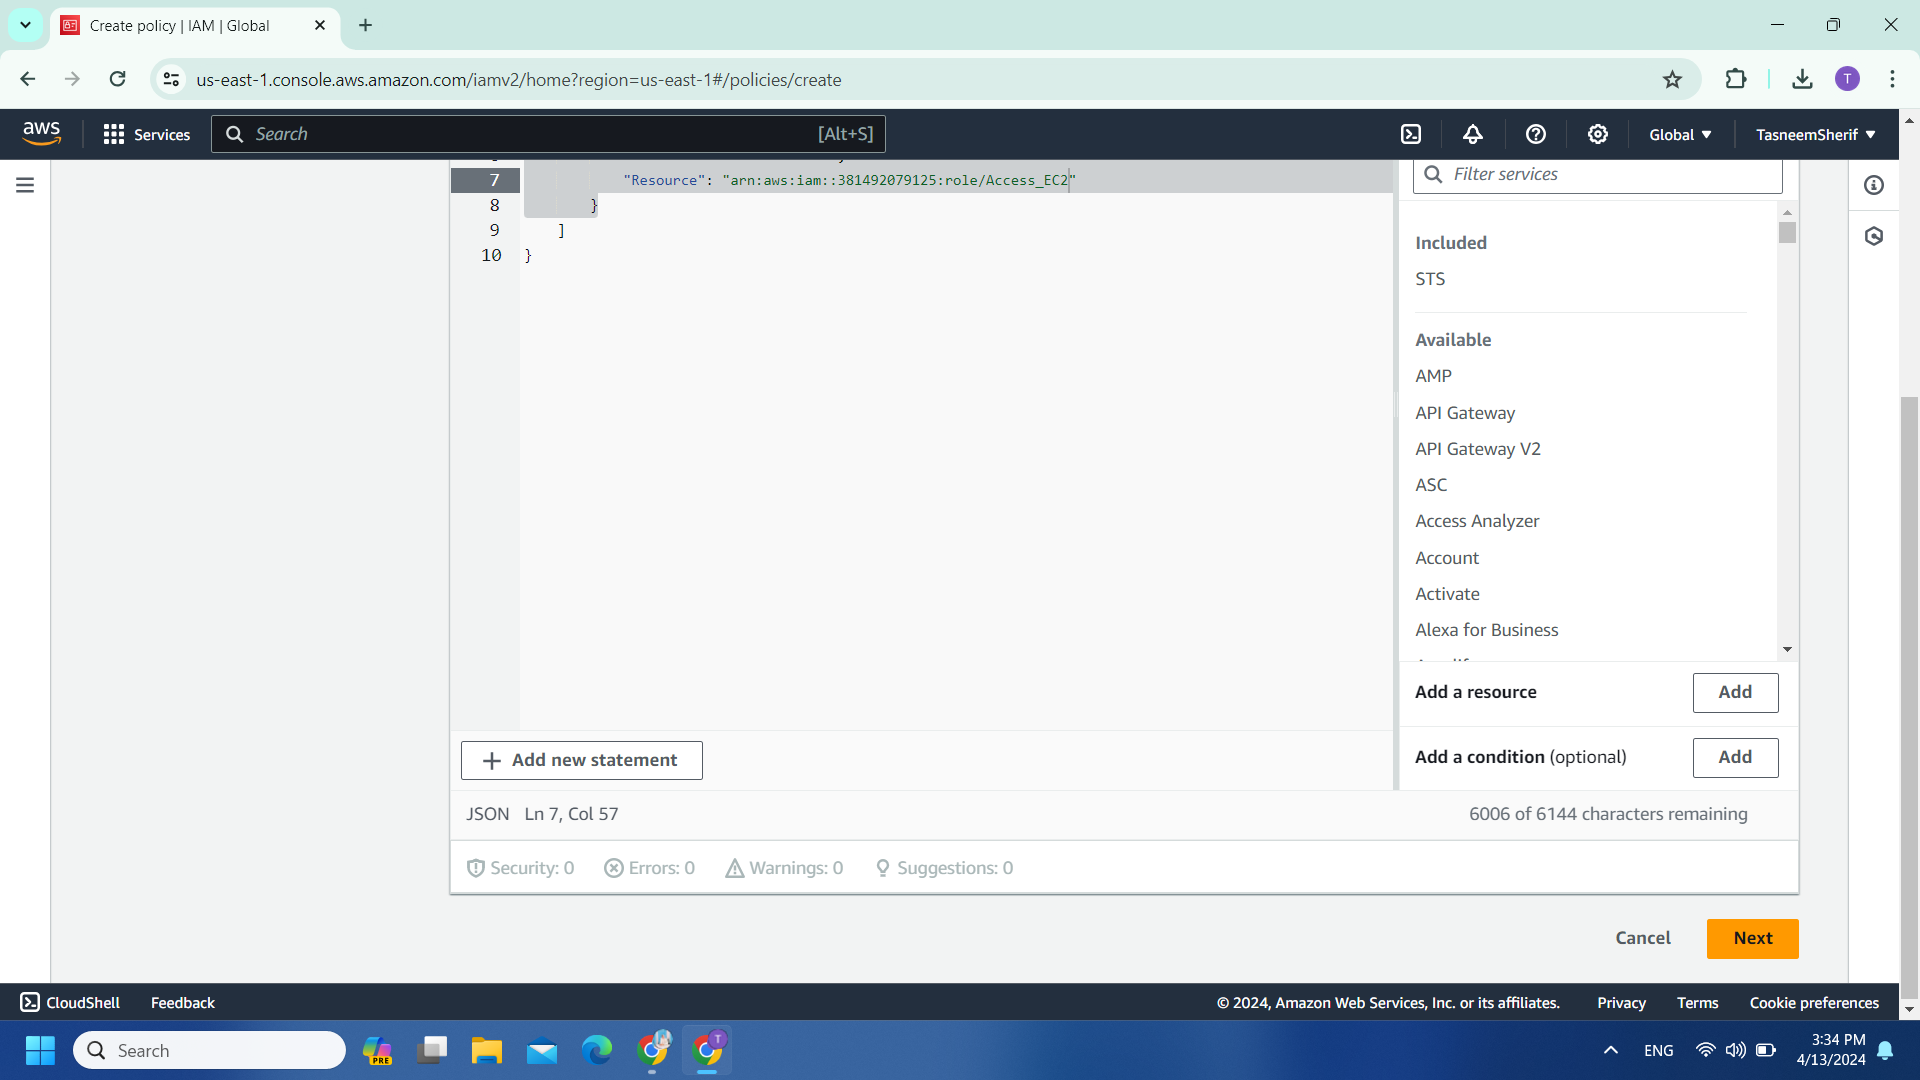 Create policy | IAM | Global
us-east-1.console.aws.amazon.com/iamv2/home?region=us-east-1#/policies/create
T
aws
Services
Search
[Alt+S]
Global
TasneemSherif
7 "Resource": "arn:aws:iam::381492079125:role/Access_EC2"
8 }
9 ]
10 }
Filter services
Included
STS
Available
AMP
API Gateway
API Gateway V2
ASC
Access Analyzer
Account
Activate
Alexa for Business
Add a resource
Add
Add a condition (optional)
Add
Add new statement
JSON Ln 7, Col 57
6006 of 6144 characters remaining
Security: 0
Errors: 0
Warnings: 0
Suggestions: 0
Cancel
Next
CloudShell
Feedback
© 2024, Amazon Web Services, Inc. or its affiliates.
Privacy
Terms
Cookie preferences
Search
PRE
T
ENG
3:34 PM
4/13/2024